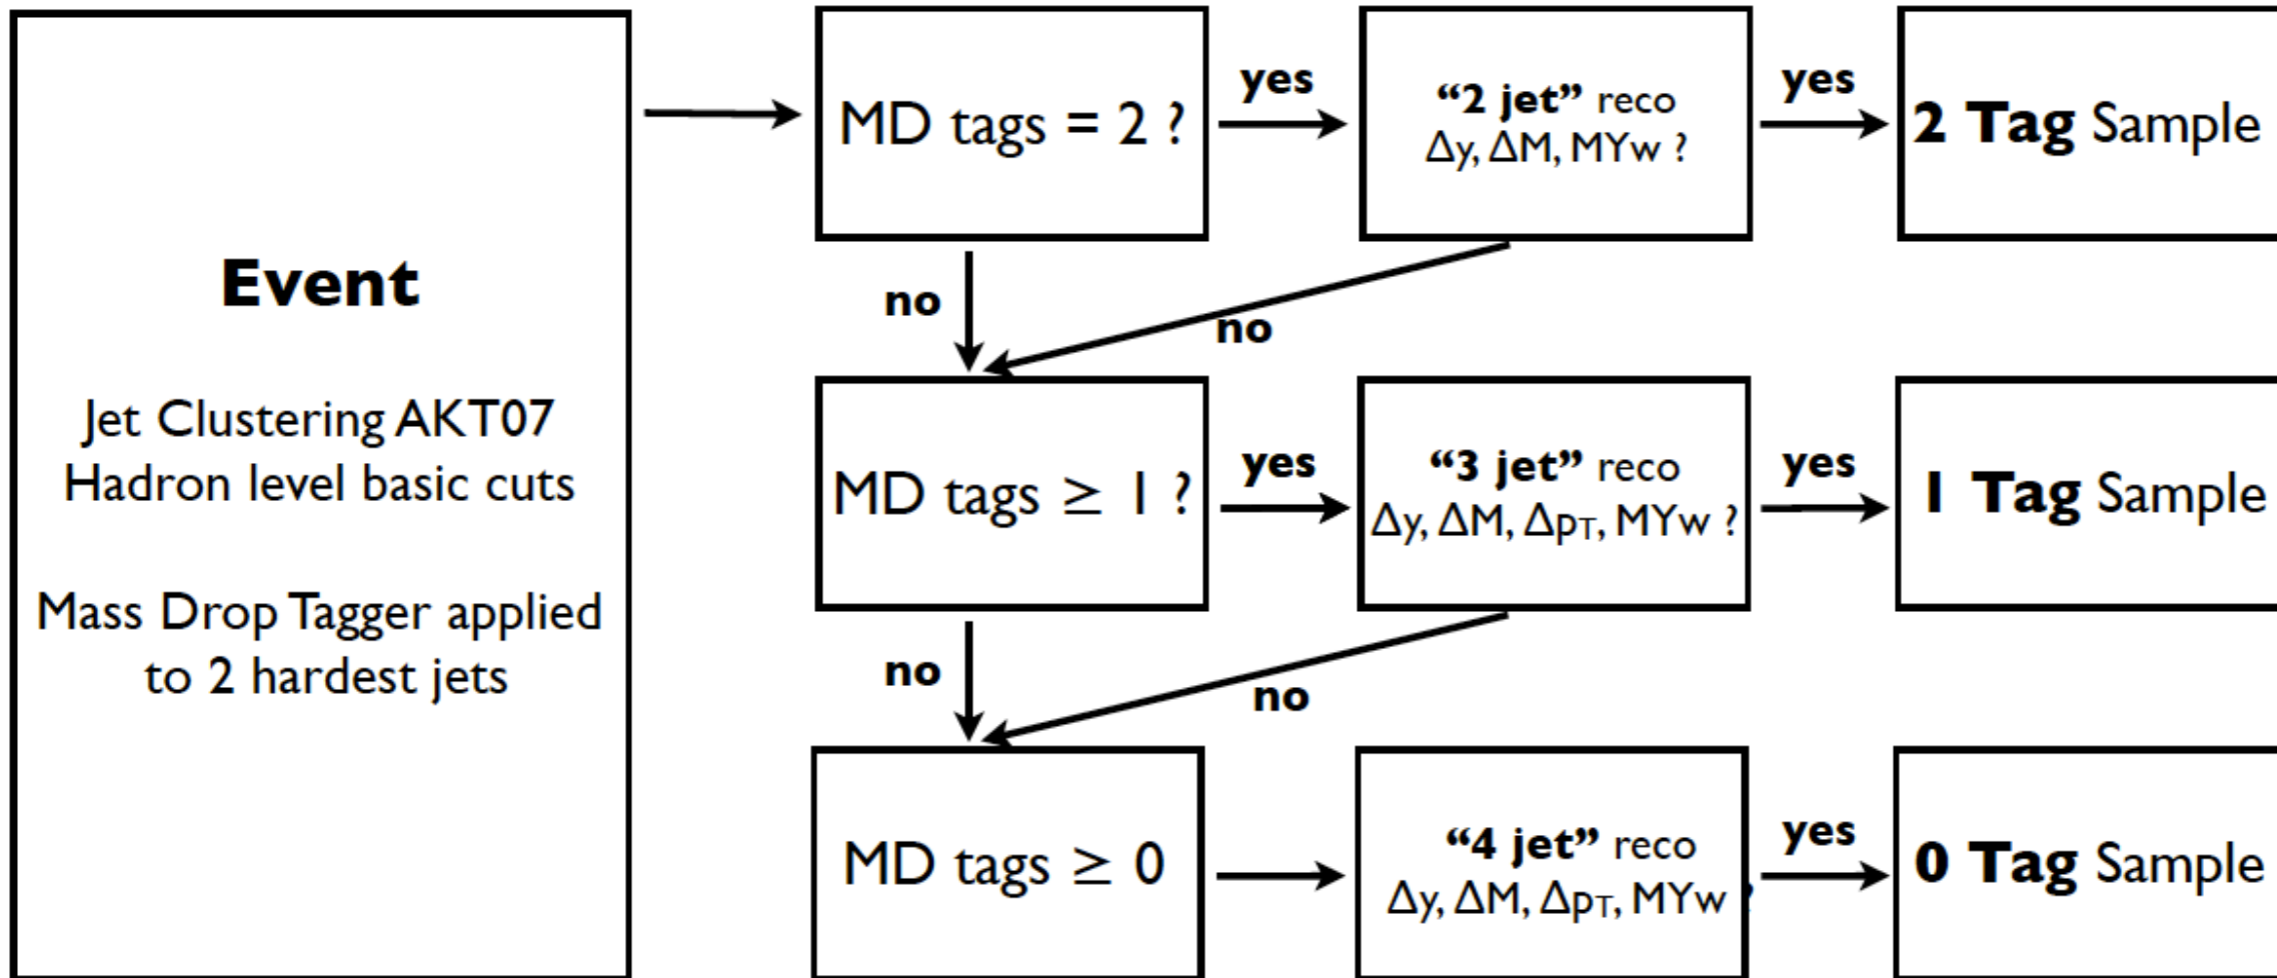 Event
Jet Clustering AKT07
Hadron level basic cuts
Mass Drop Tagger applied
to 2 hardest jets
MD tags = 2 ?
yes
“2 jet” reco
Δy, ΔM, MYw ?
yes
2 Tag Sample
no
no
MD tags ≥ 1 ?
yes
“3 jet” reco
Δy, ΔM, ΔpT, MYw ?
yes
1 Tag Sample
no
no
MD tags ≥ 0
“4 jet” reco
Δy, ΔM, ΔpT, MYw ?
yes
0 Tag Sample